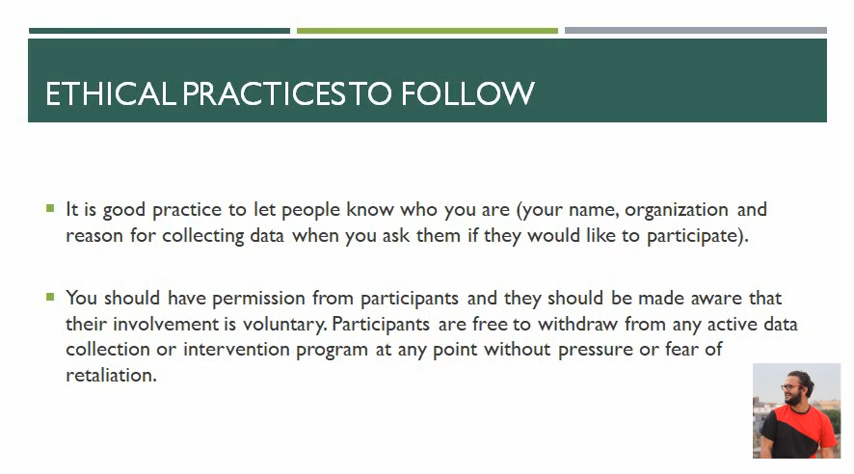 ETHICAL PRACTICES TO FOLLOW
It is good practice to let people know who you are (your name, organization and
reason for collecting data when you ask them if they would like to participate).
You should have permission from participants and they should be made aware that
their involvement is voluntary. Participants are free to withdraw from any active data
collection or intervention program at any point without pressure or fear of
retaliation.